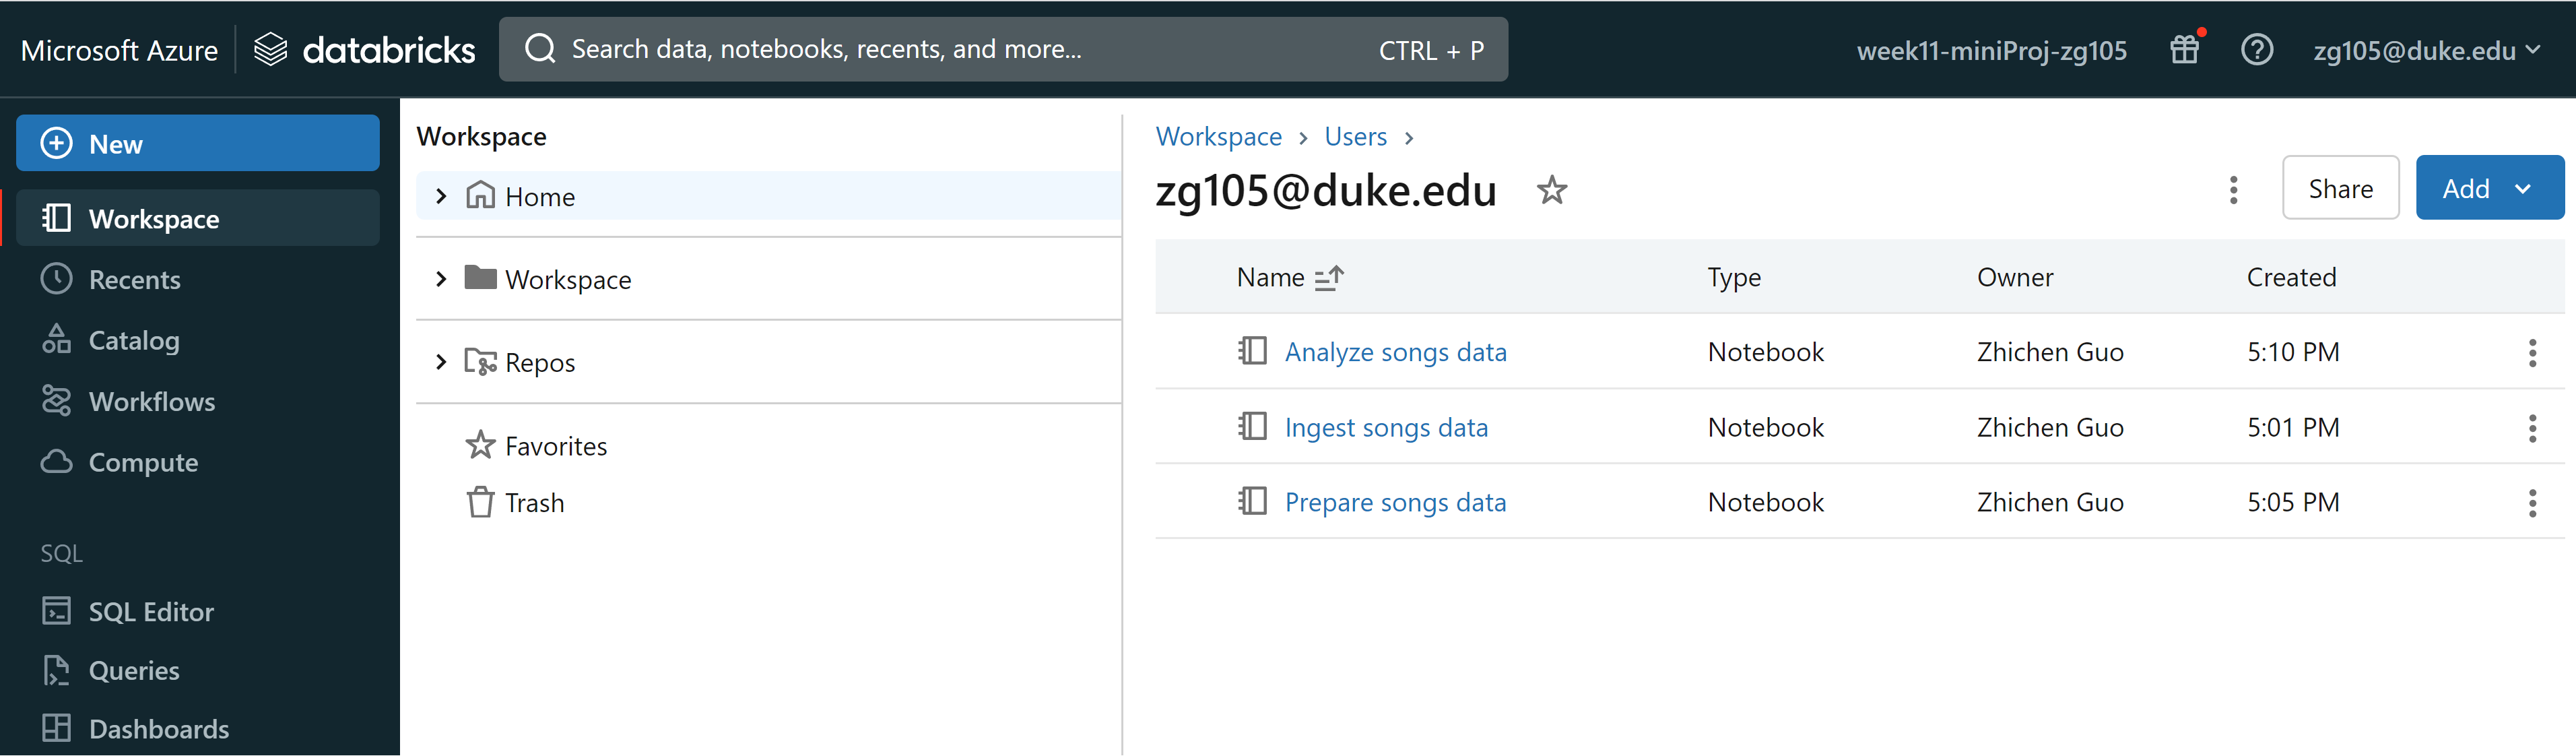 Microsoft Azure databricks Search data, notebooks, recents, and more... CTRL + P week11-miniProj-zg105 zg105@duke.edu
New
Workspace
Recents
Catalog
Workflows
Compute
SQL
SQL Editor
Queries
Dashboards
Workspace
Home
Workspace
Repos
Favorites
Trash
Workspace > Users >
zg105@duke.edu Share Add
Name Type Owner Created
Analyze songs data Notebook Zhichen Guo 5:10 PM
Ingest songs data Notebook Zhichen Guo 5:01 PM
Prepare songs data Notebook Zhichen Guo 5:05 PM